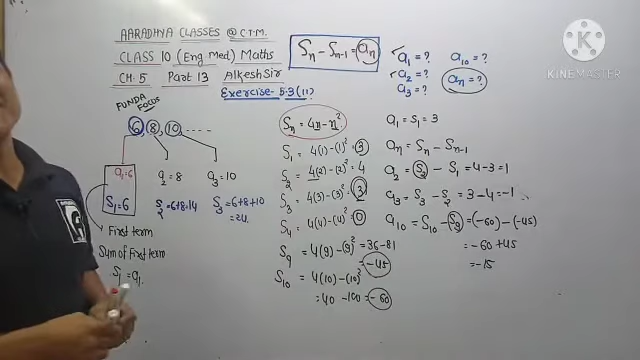 AARADHYA CLASSES @ C.T.M.
CLASS 10 (Eng Med) Maths
CH. 5 Part 13 Alkesh Sir
Exercise - 5.3 (11)
FUNDA FOCUS
6, 8, 10 ----
a₁=6
S₁=6
a₂=8
a₃=10
S₂=6+8=14
S₃=6+8+10
=24.
First term
Sum of First term
S₁ = a₁.
Sn - Sn-1 = an
a₁ = ?
a₂ = ?
a₃ = ?
a₁₀ = ?
an = ?
Sn = 4n - n²
S₁ = 4(1) - (1)² = 3
S₂ = 4(2) - (2)² = 4
S₃ = 4(3) - (3)² = 3
S₄ = 4(4) - (4)² = 0
S₉ = 4(9) - (9)² = 36 - 81
= -45
S₁₀ = 4(10) - (10)²
= 40 - 100 = -60
a₁ = S₁ = 3
an = Sn - Sn-1
a₂ = S₂ - S₁ = 4-3 = 1
a₃ = S₃ - S₂ = 3-4 = -1
a₁₀ = S₁₀ - S₉ = (-60) - (-45)
= -60 + 45
= -15
KINEMASTER